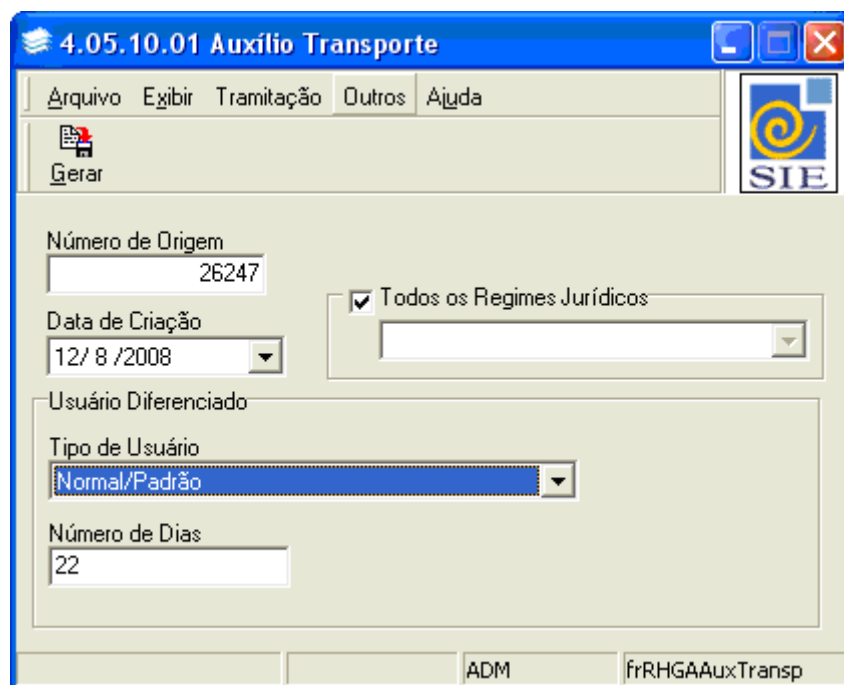 4.05.10.01 Auxílio Transporte
Arquivo Exibir Tramitação Outros Ajuda
Gerar
SIE
Número de Origem
26247
Todos os Regimes Jurídicos
Data de Criação
12/ 8 /2008
Usuário Diferenciado
Tipo de Usuário
Normal/Padrão
Número de Dias
22
ADM frRHGAAuxTransp